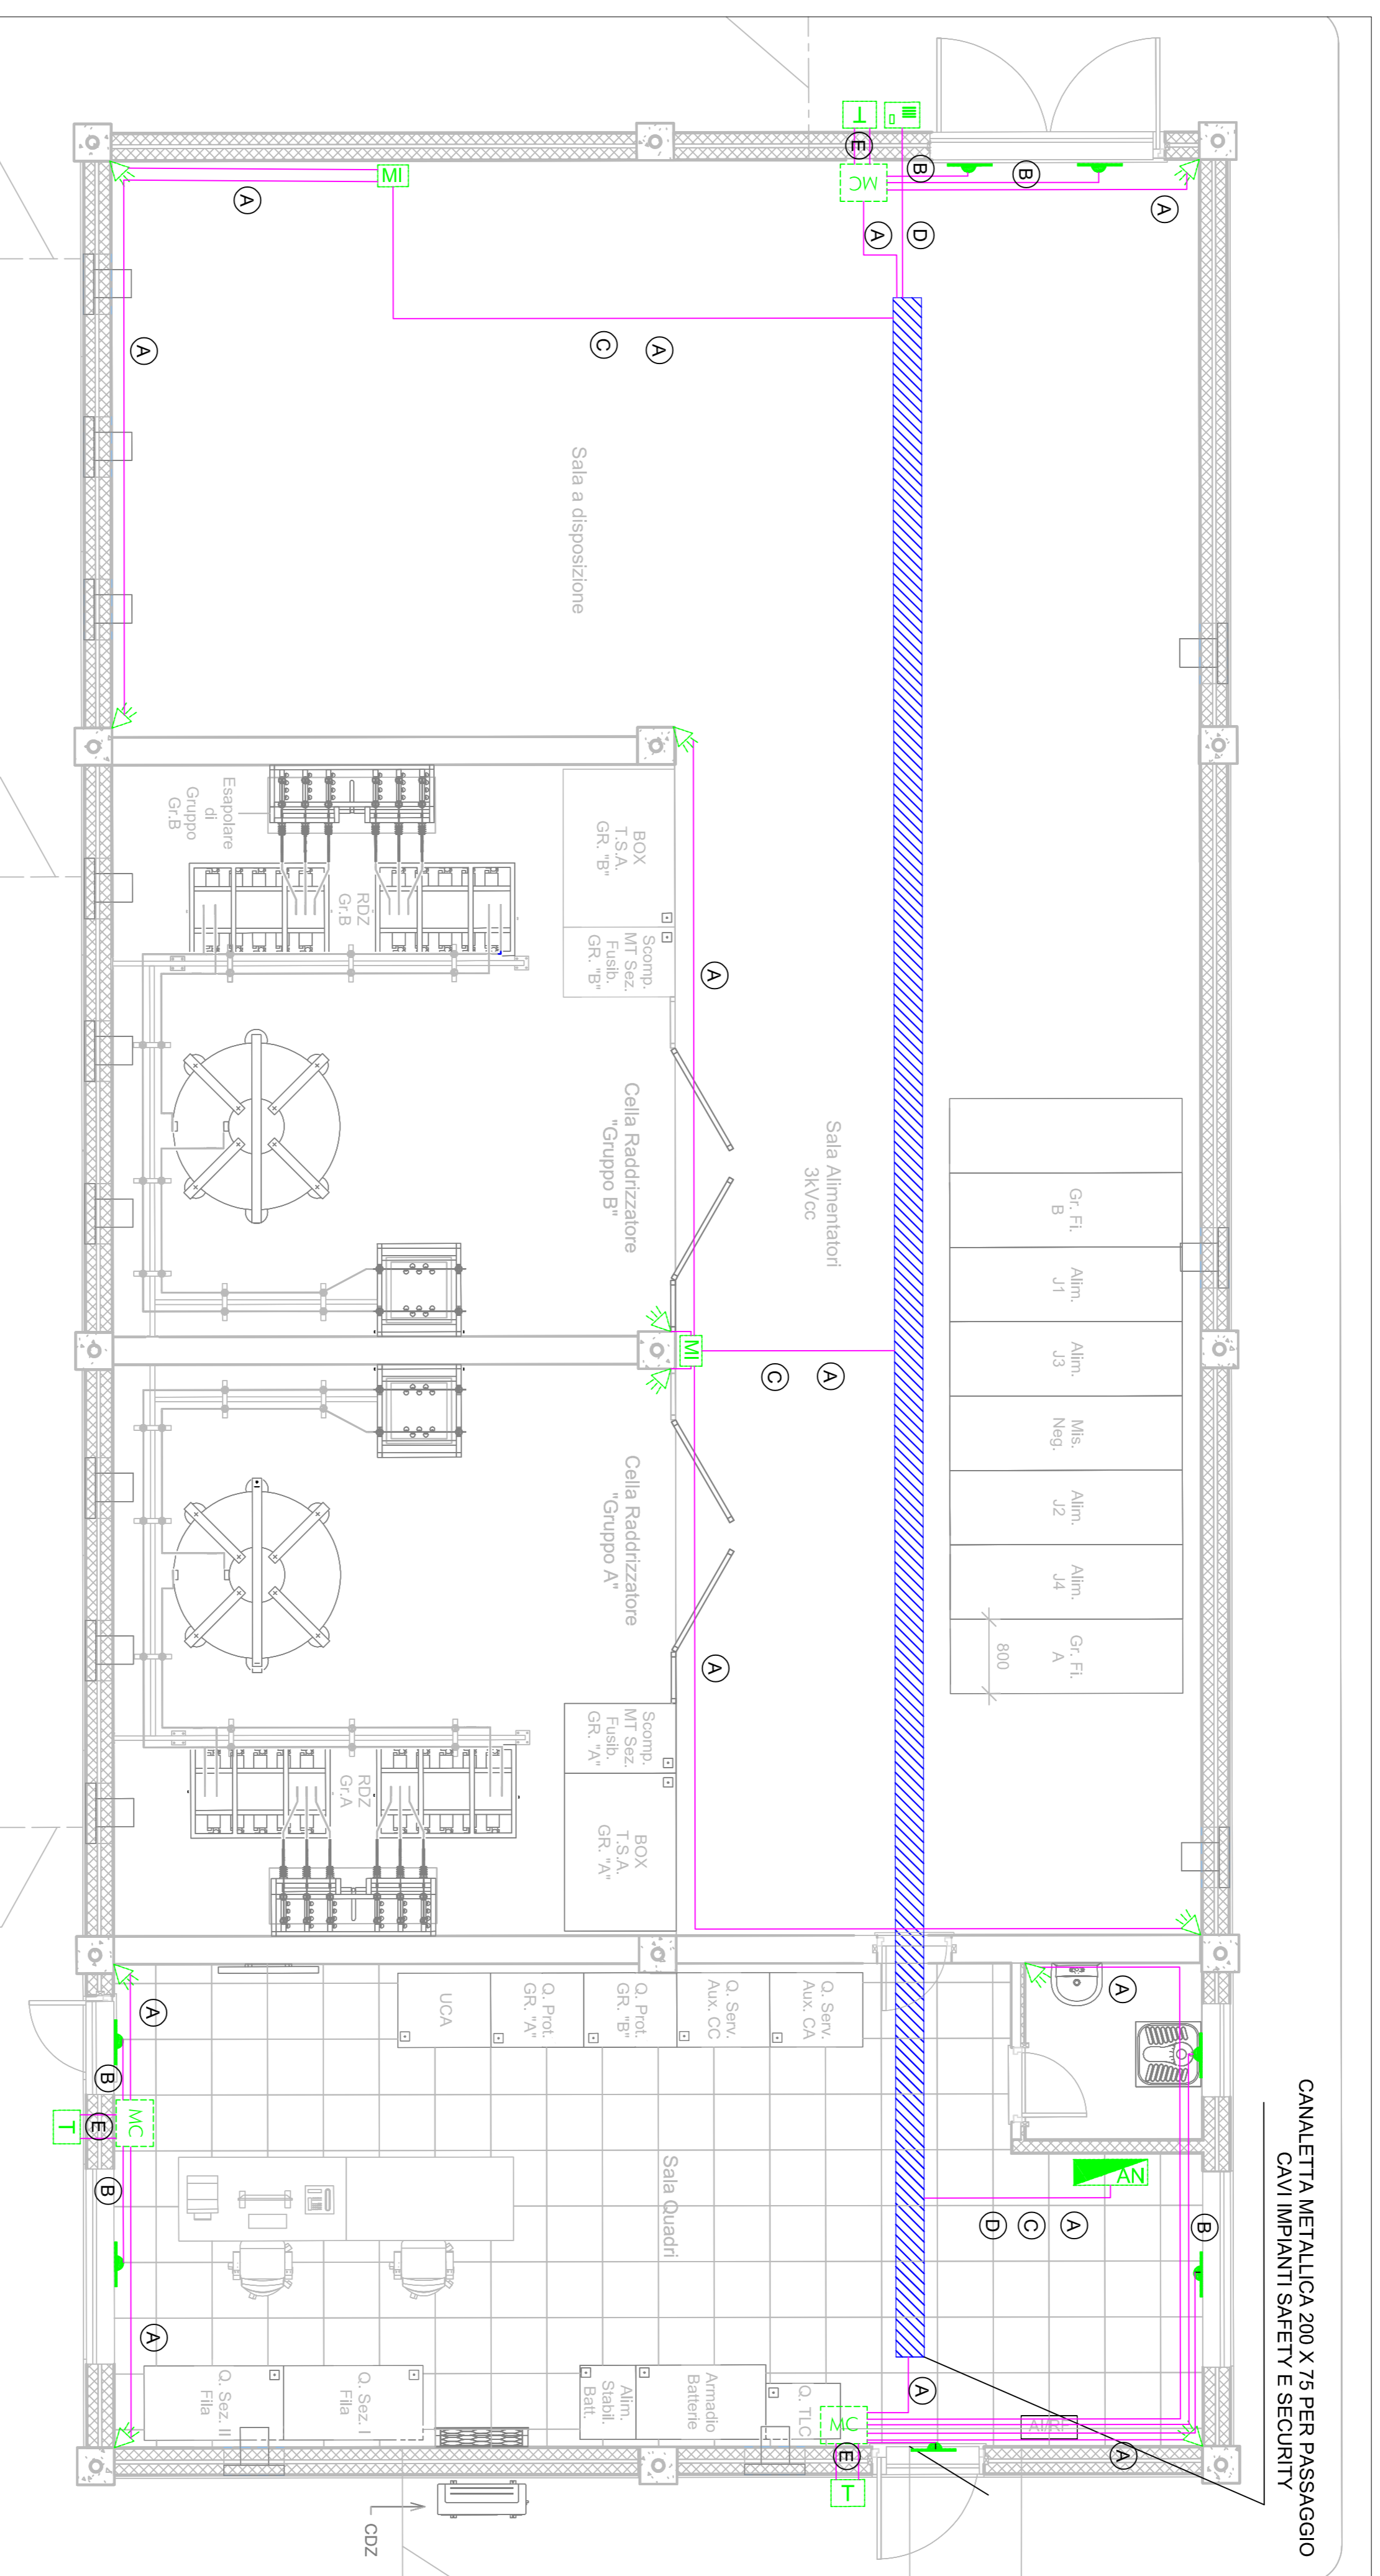 CANALETTA METALLICA 200 X 75 PER PASSAGGIO
CAVI IMPIANTI SAFETY E SECURITY
T
E
MC
B
B
A
A
D
MI
A
A
C
A
Sala a disposizione
Esapolare
di
Gruppo
Gr.B
RDZ
Gr.B
BOX
T.S.A.
GR. "B"
Scomp.
MT Sez.
Fusib.
GR. "B"
A
Cella Raddrizzatore
"Gruppo B"
Sala Alimentatori
3kVcc
Gr. Fi.
B
Alim.
J1
Alim.
J3
Mis.
Neg.
Alim.
J2
Alim.
J4
Gr. Fi.
A
800
MI
C
A
Cella Raddrizzatore
"Gruppo A"
A
Scomp.
MT Sez.
Fusib.
GR. "A"
BOX
T.S.A.
GR. "A"
RDZ
Gr.A
UCA
Q. Prot.
GR. "A"
Q. Prot.
GR. "B"
Q. Serv.
Aux. CC
Q. Serv.
Aux. CA
A
A
B
MC
E
T
B
A
Sala Quadri
AN
A
C
D
B
Q. Sez. II
Fila
Q. Sez. I
Fila
Alim.
Stabil.
Batt.
Armadio
Batterie
Q. TLC
A
MC
E
T
A
CDZ